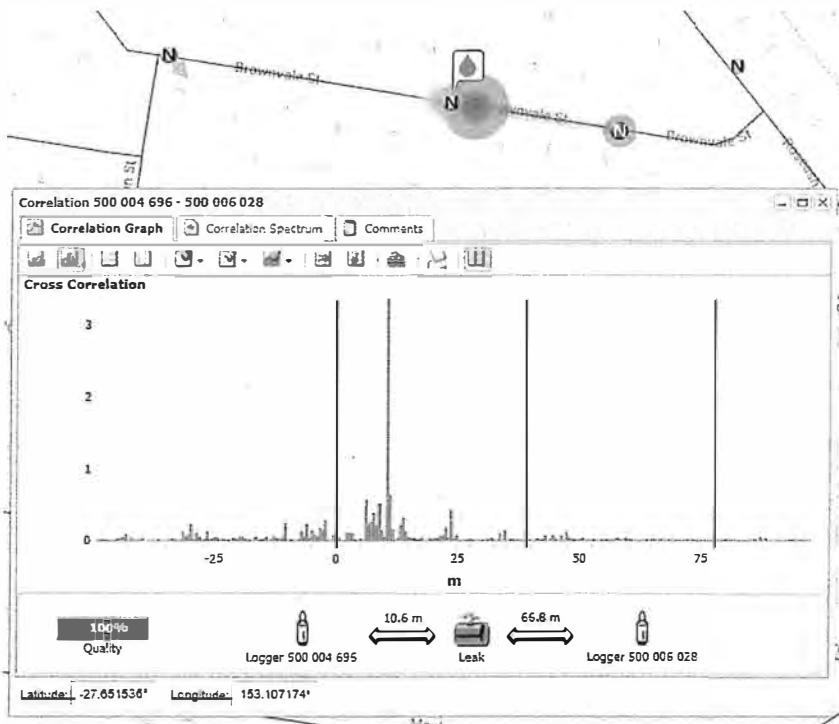 N
Brownvale St
N
N
N
Brownvale St
Correlation 500 004 696 - 500 006 028
Correlation Graph
Correlation Spectrum
Comments
Cross Correlation
3
2
1
0
-25
0
25
50
75
m
100%
Quality
10.6 m
66.8 m
Logger 500 004 695
Leak
Logger 500 006 028
Latitude: -27.651536° Longitude: 153.107174°